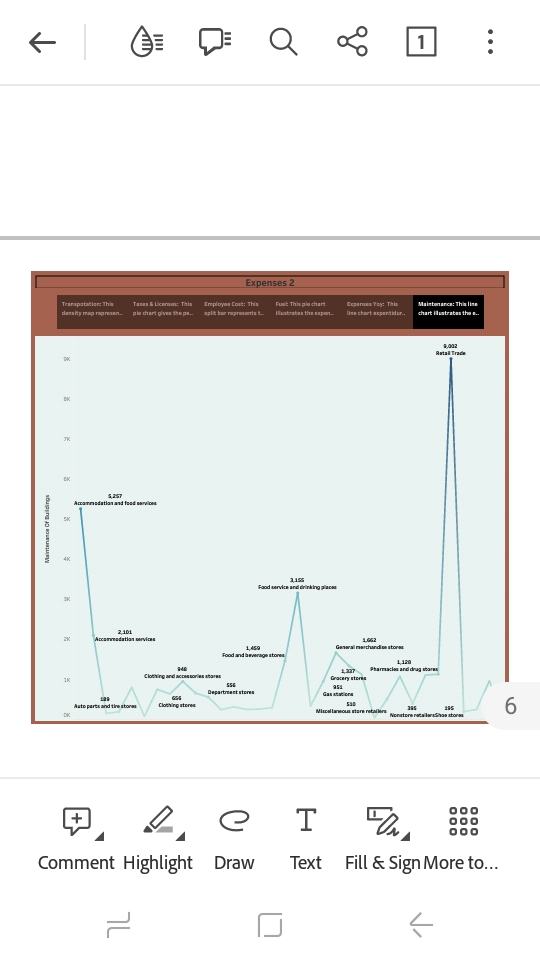 1
Expenses 2
Transpotation: This
density map represen..
Taxes & Licenses: This
pie chart gives the pe..
Employee Cost: This
split bar represents t..
Fuel: This pie chart
illustrates the expen..
Expenses Yoy: This
line chart expentidur..
Maintenance: This line
chart illustrates the e..
Maintenance Of Buildings
9K
8K
7K
6K
5K
4K
3K
2K
1K
0K
9,002
Retail Trade
5,257
Accommodation and food services
3,155
Food service and drinking places
2,101
Accommodation services
1,459
Food and beverage stores
1,662
General merchandise stores
948
Clothing and accessories stores
1,337
Grocery stores
1,128
Pharmacies and drug stores
556
Department stores
951
Gas stations
189
Auto parts and tire stores
656
Clothing stores
510
Miscellaneous store retailers
395
Nonstore retailers
195
Shoe stores
6
Comment
Highlight
Draw
Text
Fill & Sign
More to...